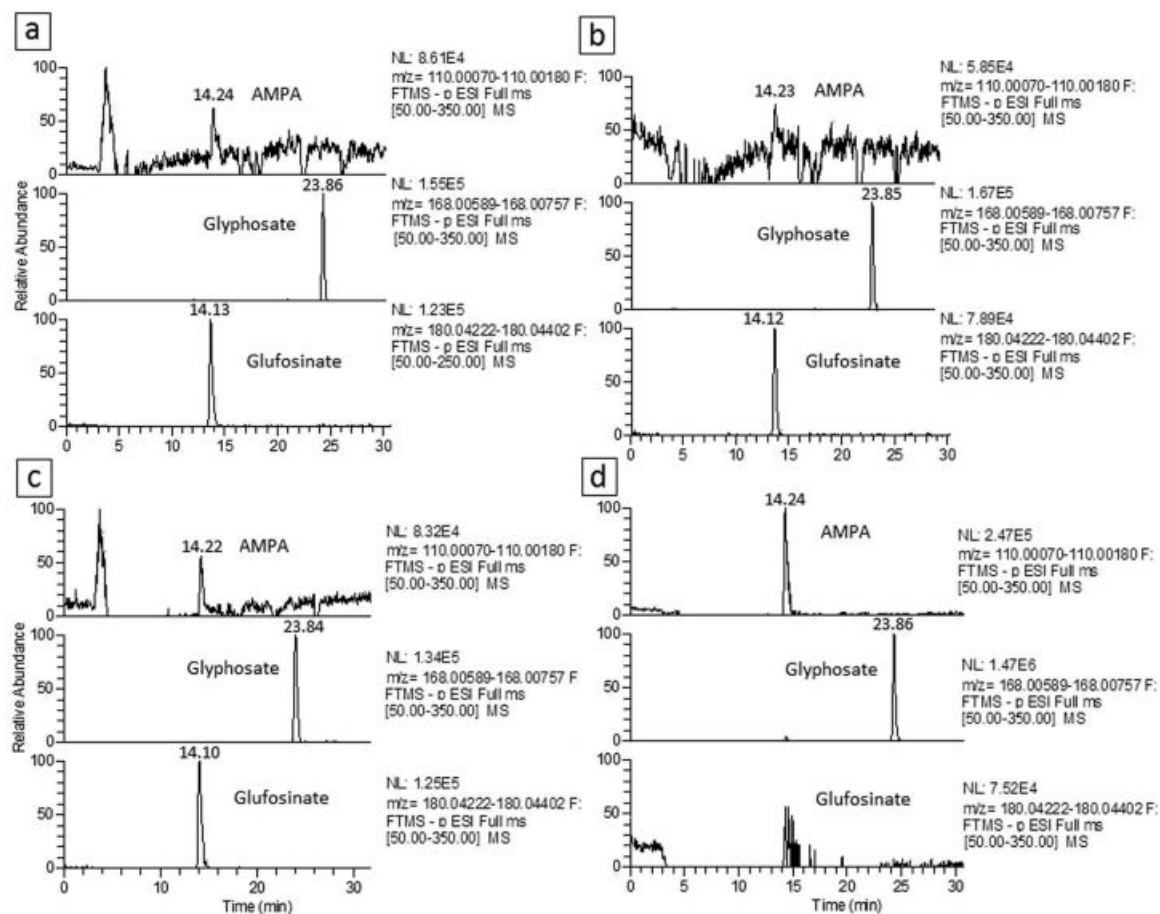 a
14.24 AMPA
NL: 8.61E4
m/z= 110.00070-110.00180 F:
FTMS - p ESI Full ms
[50.00-350.00] MS
100
50
0
23.86
Glyphosate
NL: 1.55E5
m/z= 168.00589-168.00757 F:
FTMS - p ESI Full ms
[50.00-350.00] MS
100
50
0
Relative Abundance
14.13
Glufosinate
NL: 1.23E5
m/z= 180.04222-180.04402 F:
FTMS - p ESI Full ms
[50.00-250.00] MS
100
50
0
0 5 10 15 20 25 30
Time (min)
b
14.23 AMPA
NL: 5.85E4
m/z= 110.00070-110.00180 F:
FTMS - p ESI Full ms
[50.00-350.00] MS
100
50
0
23.85
Glyphosate
NL: 1.67E5
m/z= 168.00589-168.00757 F:
FTMS - p ESI Full ms
[50.00-350.00] MS
100
50
0
14.12
Glufosinate
NL: 7.89E4
m/z= 180.04222-180.04402 F:
FTMS - p ESI Full ms
[50.00-350.00] MS
100
50
0
0 5 10 15 20 25 30
Time (min)
c
14.22 AMPA
NL: 8.32E4
m/z= 110.00070-110.00180 F:
FTMS - p ESI Full ms
[50.00-350.00] MS
100
50
0
23.84
Glyphosate
NL: 1.34E5
m/z= 168.00589-168.00757 F:
FTMS - p ESI Full ms
[50.00-350.00] MS
100
50
0
Relative Abundance
14.10
Glufosinate
NL: 1.25E5
m/z= 180.04222-180.04402 F:
FTMS - p ESI Full ms
[50.00-350.00] MS
100
50
0
0 10 20 30
Time (min)
d
14.24
AMPA
NL: 2.47E5
m/z= 110.00070-110.00180 F:
FTMS - p ESI Full ms
[50.00-350.00] MS
100
50
0
23.86
Glyphosate
NL: 1.47E6
m/z= 168.00589-168.00757 F:
FTMS - p ESI Full ms
[50.00-350.00] MS
100
50
0
Glufosinate
NL: 7.52E4
m/z= 180.04222-180.04402 F:
FTMS - p ESI Full ms
[50.00-350.00] MS
100
50
0
0 5 10 15 20 25 30
Time (min)